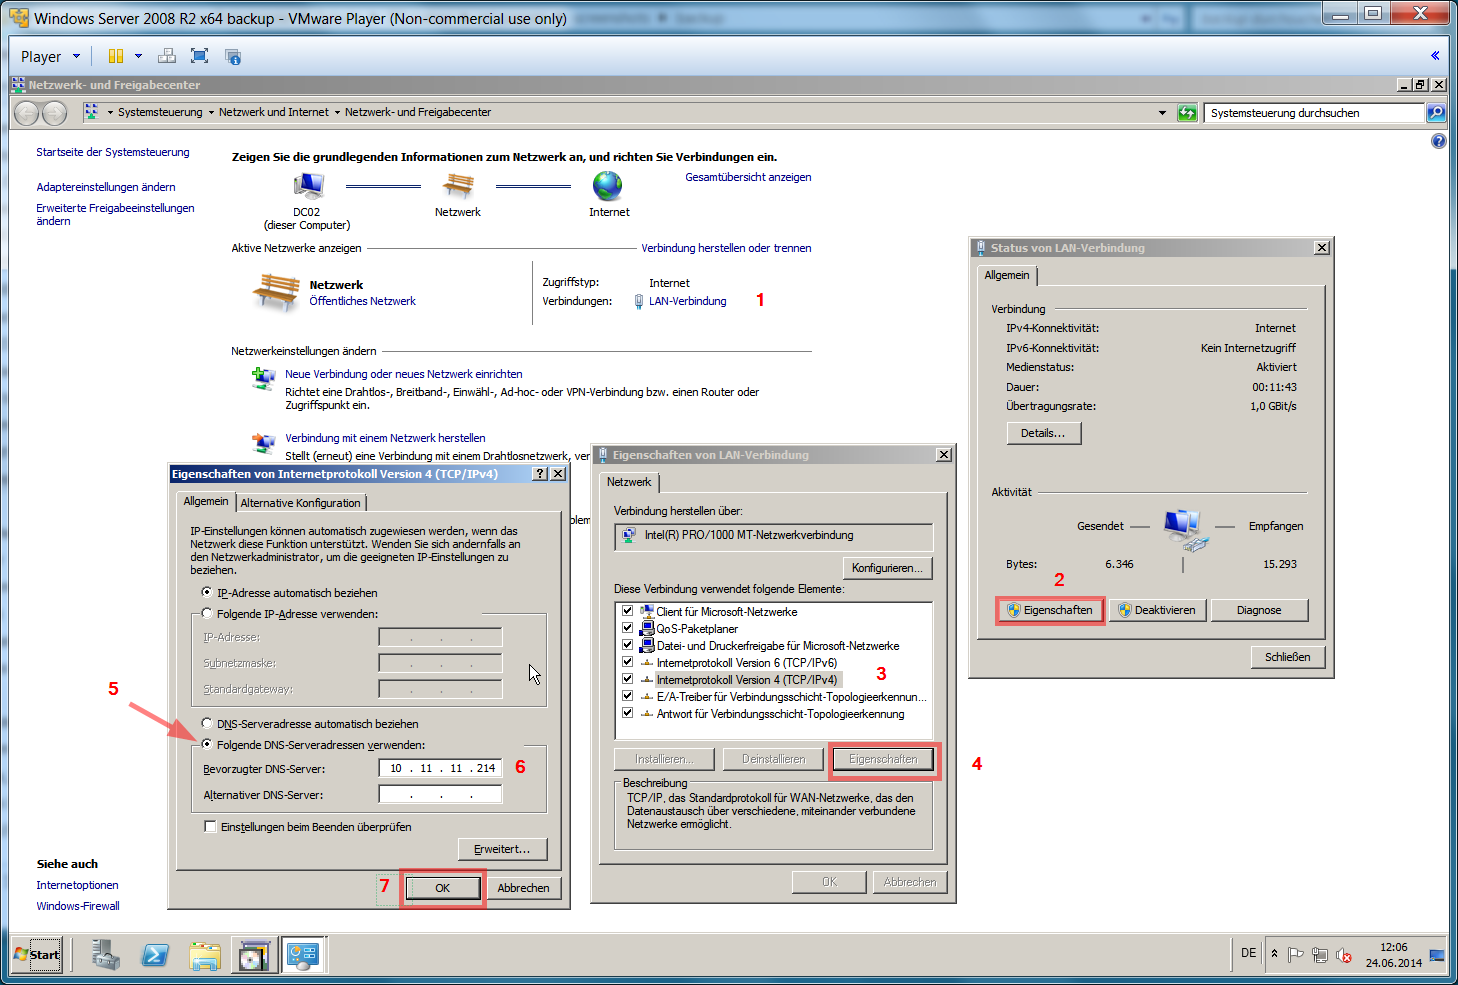 Windows Server 2008 R2 x64 backup - VMware Player (Non-commercial use only)
Player
Netzwerk- und Freigabecenter
Systemsteuerung
Netzwerk und Internet
Netzwerk- und Freigabecenter
Systemsteuerung durchsuchen
Startseite der Systemsteuerung
Adaptereinstellungen ändern
Erweiterte Freigabeeinstellungen
ändern
Zeigen Sie die grundlegenden Informationen zum Netzwerk an, und richten Sie Verbindungen ein.
Gesamtübersicht anzeigen
DC02
(dieser Computer)
Netzwerk
Internet
Aktive Netzwerke anzeigen
Verbindung herstellen oder trennen
Netzwerk
Öffentliches Netzwerk
Zugriffstyp: Internet
Verbindungen: LAN-Verbindung
1
Netzwerkeinstellungen ändern
Neue Verbindung oder neues Netzwerk einrichten
Richtet eine Drahtlos-, Breitband-, Einwähl-, Ad-hoc- oder VPN-Verbindung bzw. einen Router oder
Zugriffspunkt ein.
Verbindung mit einem Netzwerk herstellen
Stellt (erneut) eine Verbindung mit einem Drahtlosnetzwerk, ver
blem
Siehe auch
Internetoptionen
Windows-Firewall
Status von LAN-Verbindung
Allgemein
Verbindung
IPv4-Konnektivität: Internet
IPv6-Konnektivität: Kein Internetzugriff
Medienstatus: Aktiviert
Dauer: 00:11:43
Übertragungsrate: 1,0 GBit/s
Details...
Aktivität
Gesendet
Empfangen
Bytes: 6.346 15.293
2
Eigenschaften
Deaktivieren
Diagnose
Schließen
Eigenschaften von LAN-Verbindung
Netzwerk
Verbindung herstellen über:
Intel(R) PRO/1000 MT-Netzwerkverbindung
Konfigurieren...
Diese Verbindung verwendet folgende Elemente:
Client für Microsoft-Netzwerke
QoS-Paketplaner
Datei- und Druckerfreigabe für Microsoft-Netzwerke
Internetprotokoll Version 6 (TCP/IPv6)
Internetprotokoll Version 4 (TCP/IPv4)
3
E/A-Treiber für Verbindungsschicht-Topologieerkennun...
Antwort für Verbindungsschicht-Topologieerkennung
Installieren...
Deinstallieren
Eigenschaften
4
Beschreibung
TCP/IP, das Standardprotokoll für WAN-Netzwerke, das den
Datenaustausch über verschiedene, miteinander verbundene
Netzwerke ermöglicht.
OK
Abbrechen
Eigenschaften von Internetprotokoll Version 4 (TCP/IPv4)
Allgemein
Alternative Konfiguration
IP-Einstellungen können automatisch zugewiesen werden, wenn das
Netzwerk diese Funktion unterstützt. Wenden Sie sich andernfalls an
den Netzwerkadministrator, um die geeigneten IP-Einstellungen zu
beziehen.
IP-Adresse automatisch beziehen
Folgende IP-Adresse verwenden:
IP-Adresse:
Subnetzmaske:
Standardgateway:
5
DNS-Serveradresse automatisch beziehen
Folgende DNS-Serveradressen verwenden:
Bevorzugter DNS-Server: 10 . 11 . 11 . 214
6
Alternativer DNS-Server:
Einstellungen beim Beenden überprüfen
Erweitert...
7
OK
Abbrechen
Start
DE
12:06
24.06.2014